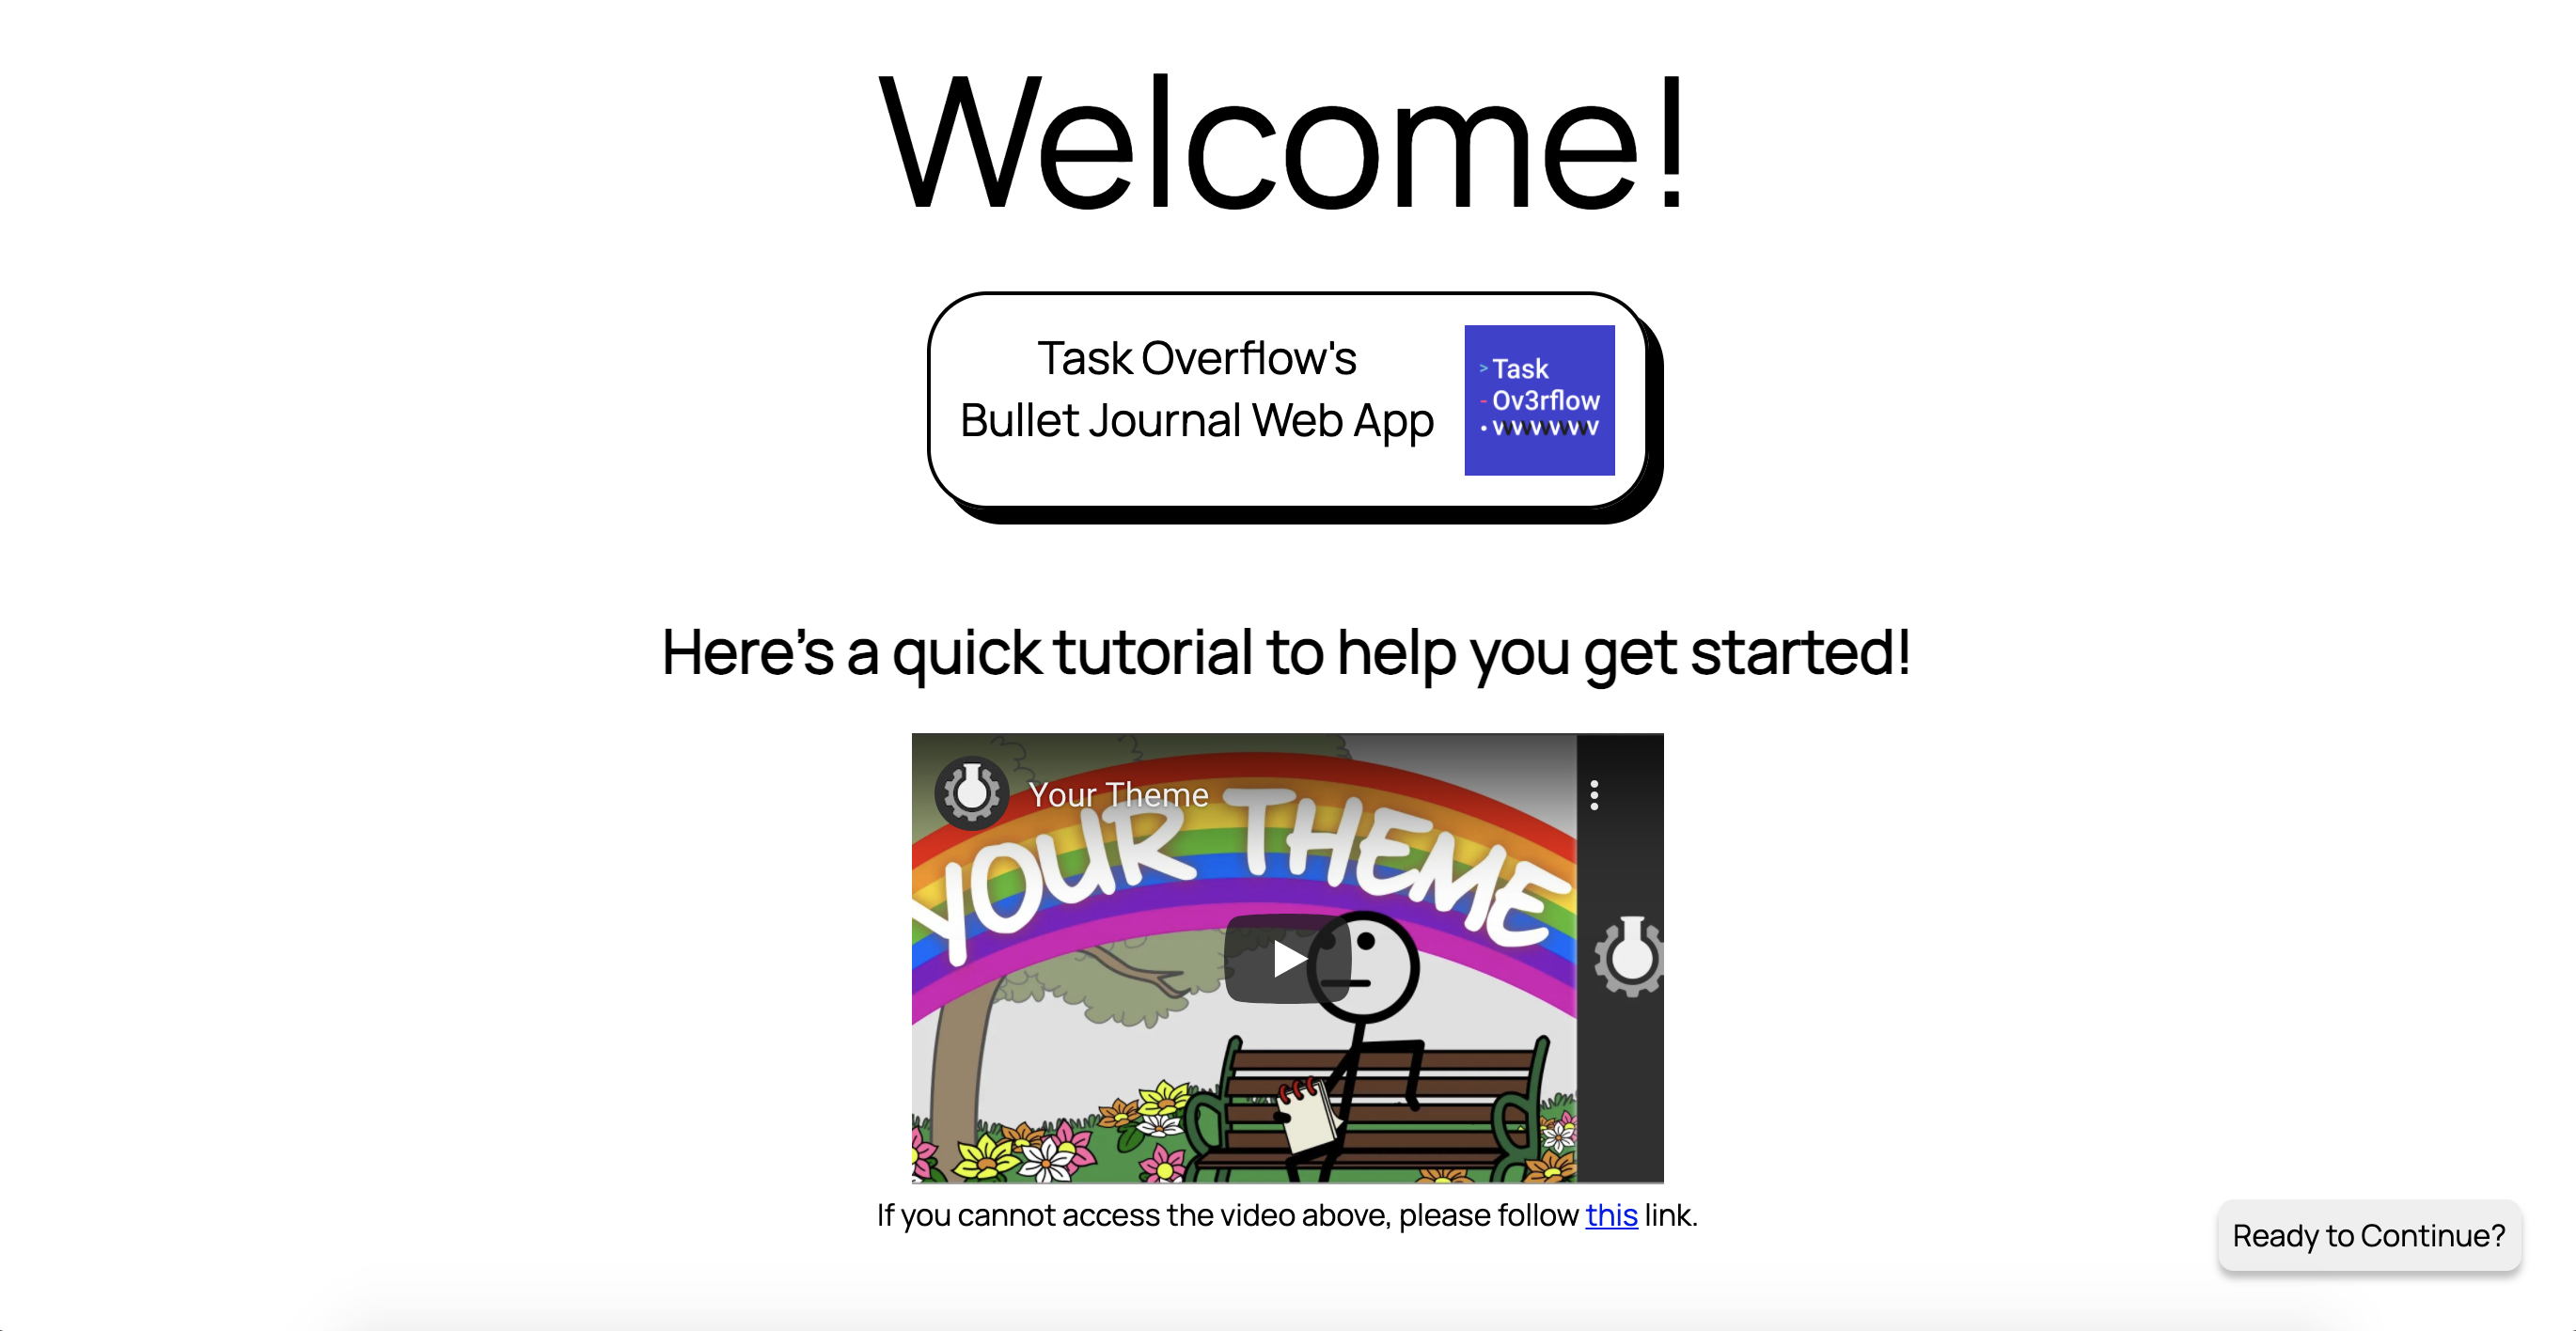 Welcome!
Task Overflow's
Bullet Journal Web App
> Task
- Ov3rflow
• vvvvvvv
Here's a quick tutorial to help you get started!
Your Theme
YOUR THEME
If you cannot access the video above, please follow this link.
Ready to Continue?